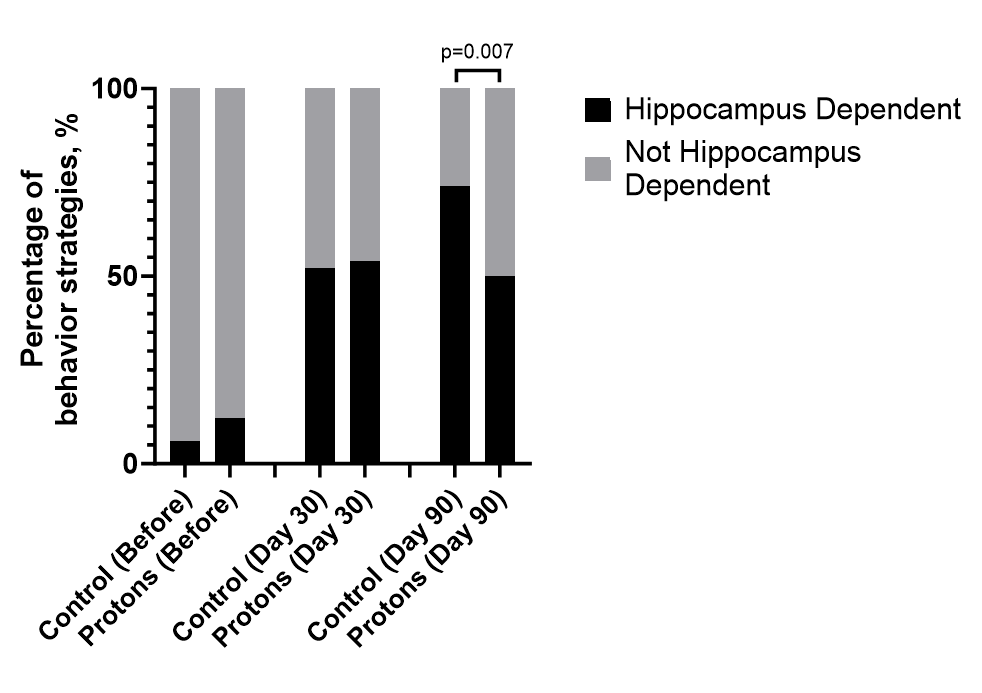 p=0.007
100
50
0
Percentage of
behavior strategies, %
Hippocampus Dependent
Not Hippocampus
Dependent
Control (Before)
Protons (Before)
Control (Day 30)
Protons (Day 30)
Control (Day 90)
Protons (Day 90)